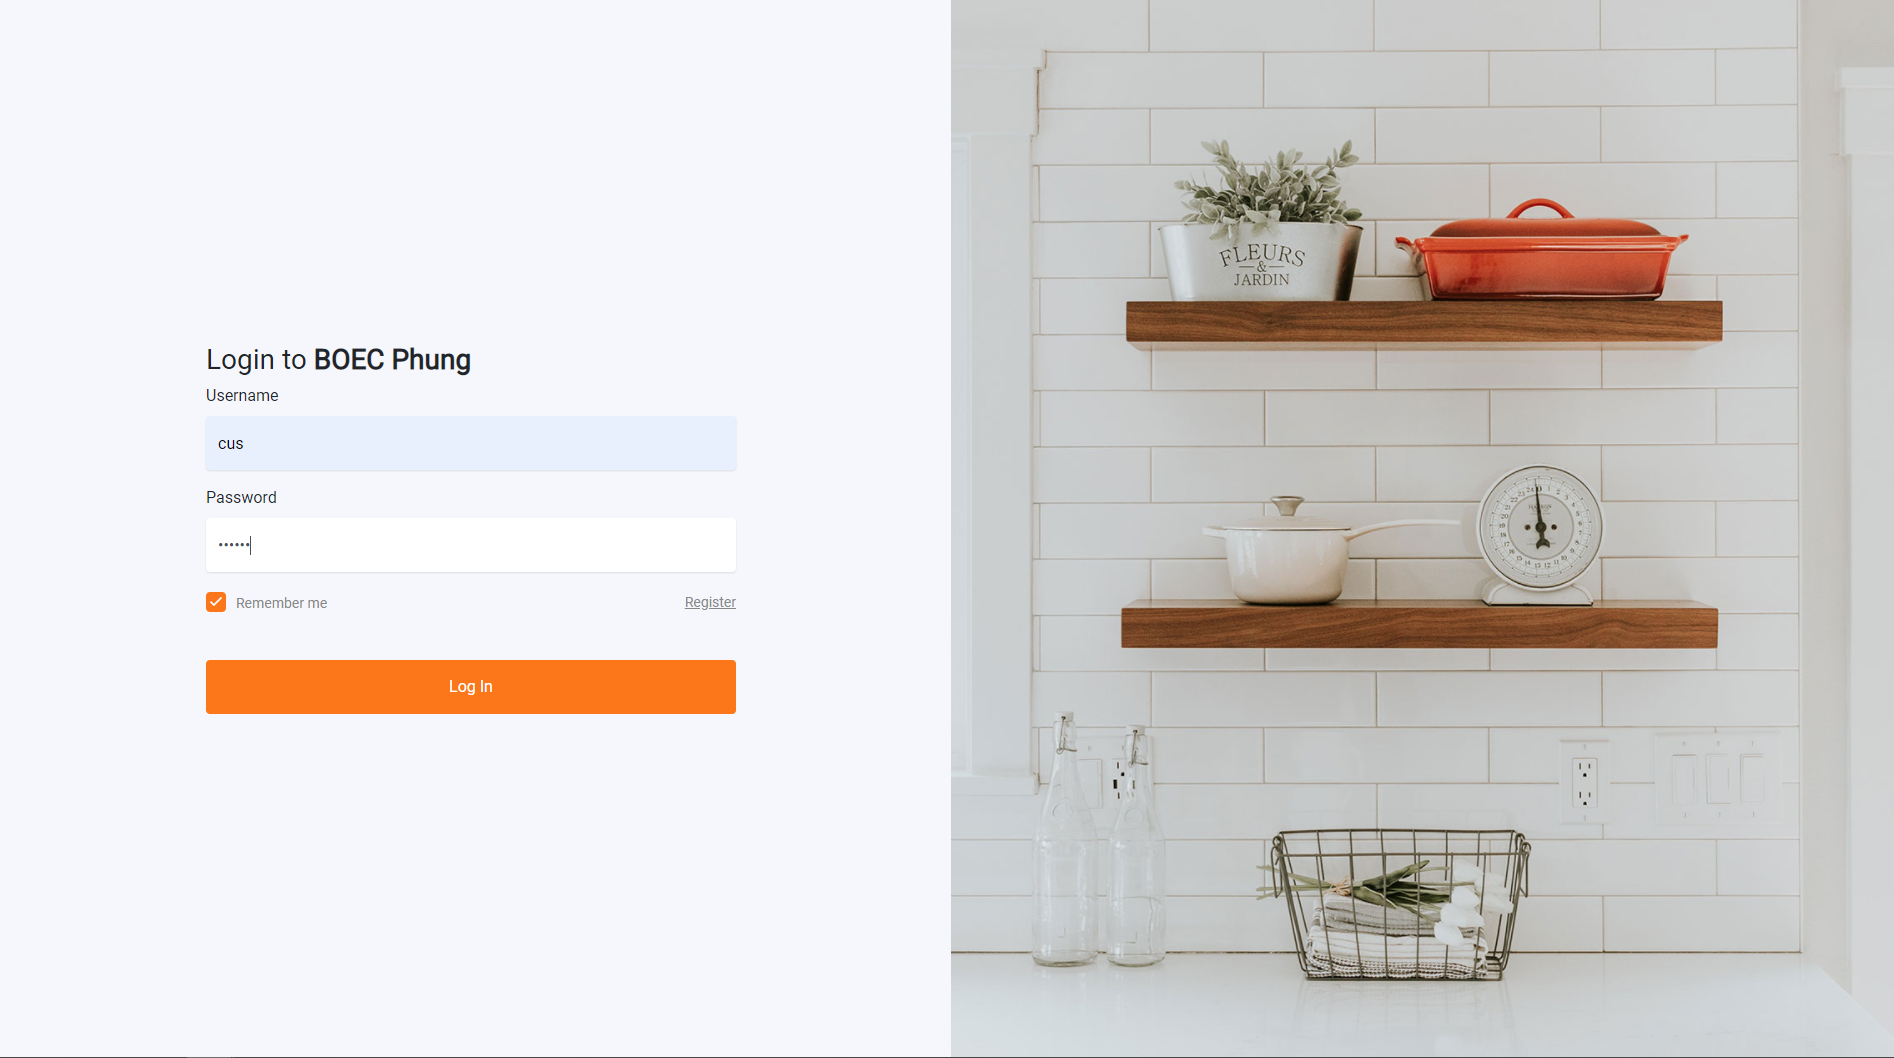 Login to BOEC Phung
Username
cus
Password
••••••
Remember me
Register
Log In
FLEURS
&
JARDIN